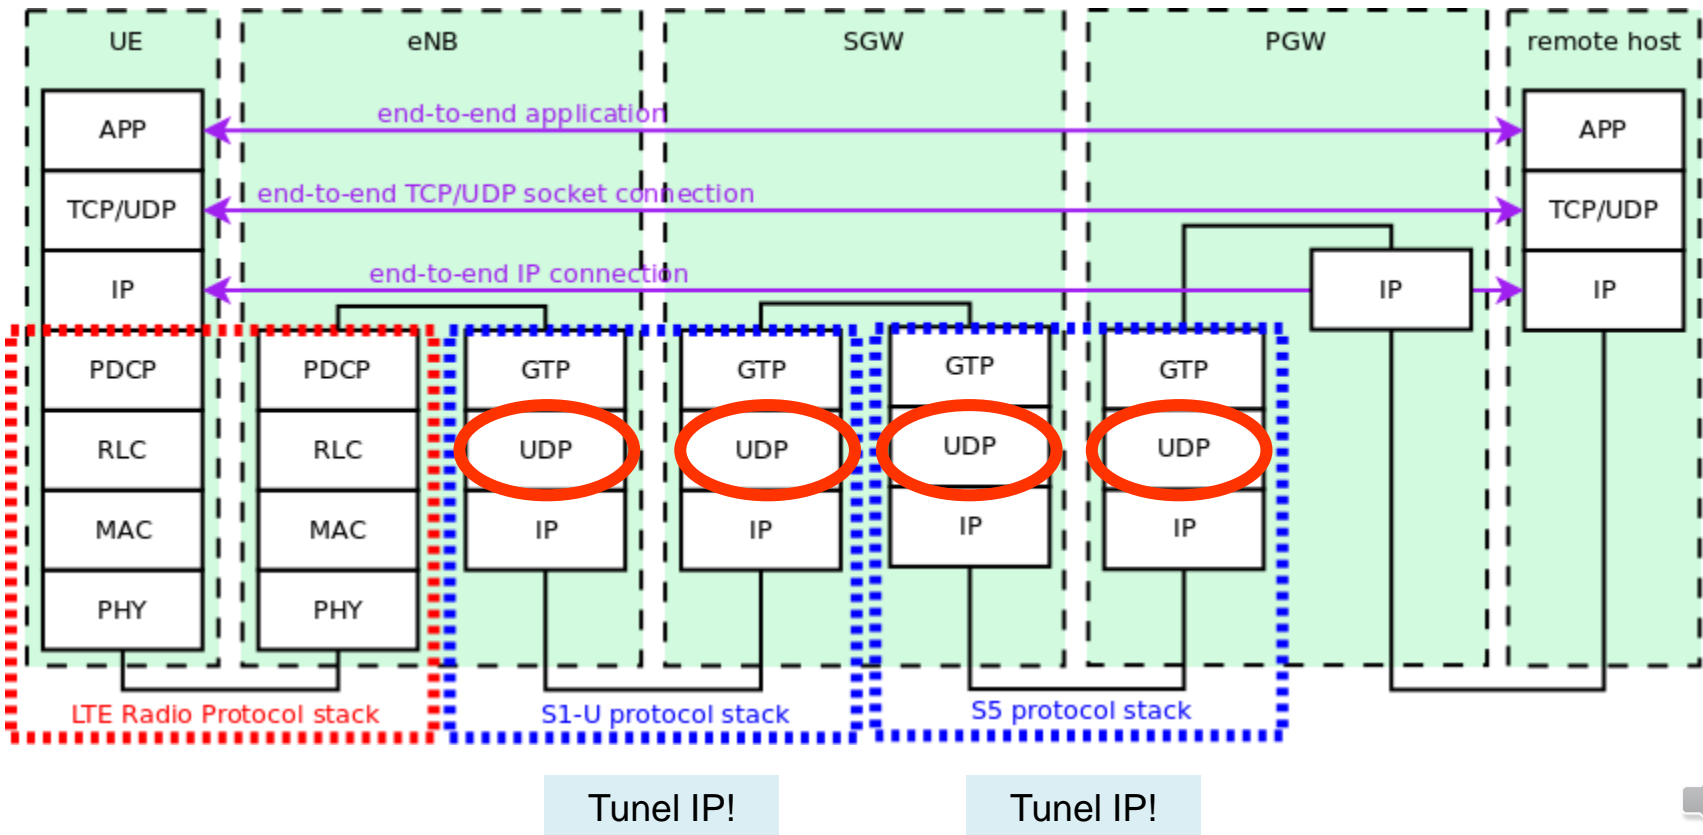 UE
eNB
SGW
PGW
remote host
end-to-end application
APP
APP
end-to-end TCP/UDP socket connection
TCP/UDP
TCP/UDP
end-to-end IP connection
IP
IP
IP
PDCP
PDCP
GTP
GTP
GTP
GTP
RLC
RLC
UDP
UDP
UDP
UDP
MAC
MAC
IP
IP
IP
IP
PHY
PHY
LTE Radio Protocol stack
S1-U protocol stack
S5 protocol stack
Tunel IP!
Tunel IP!